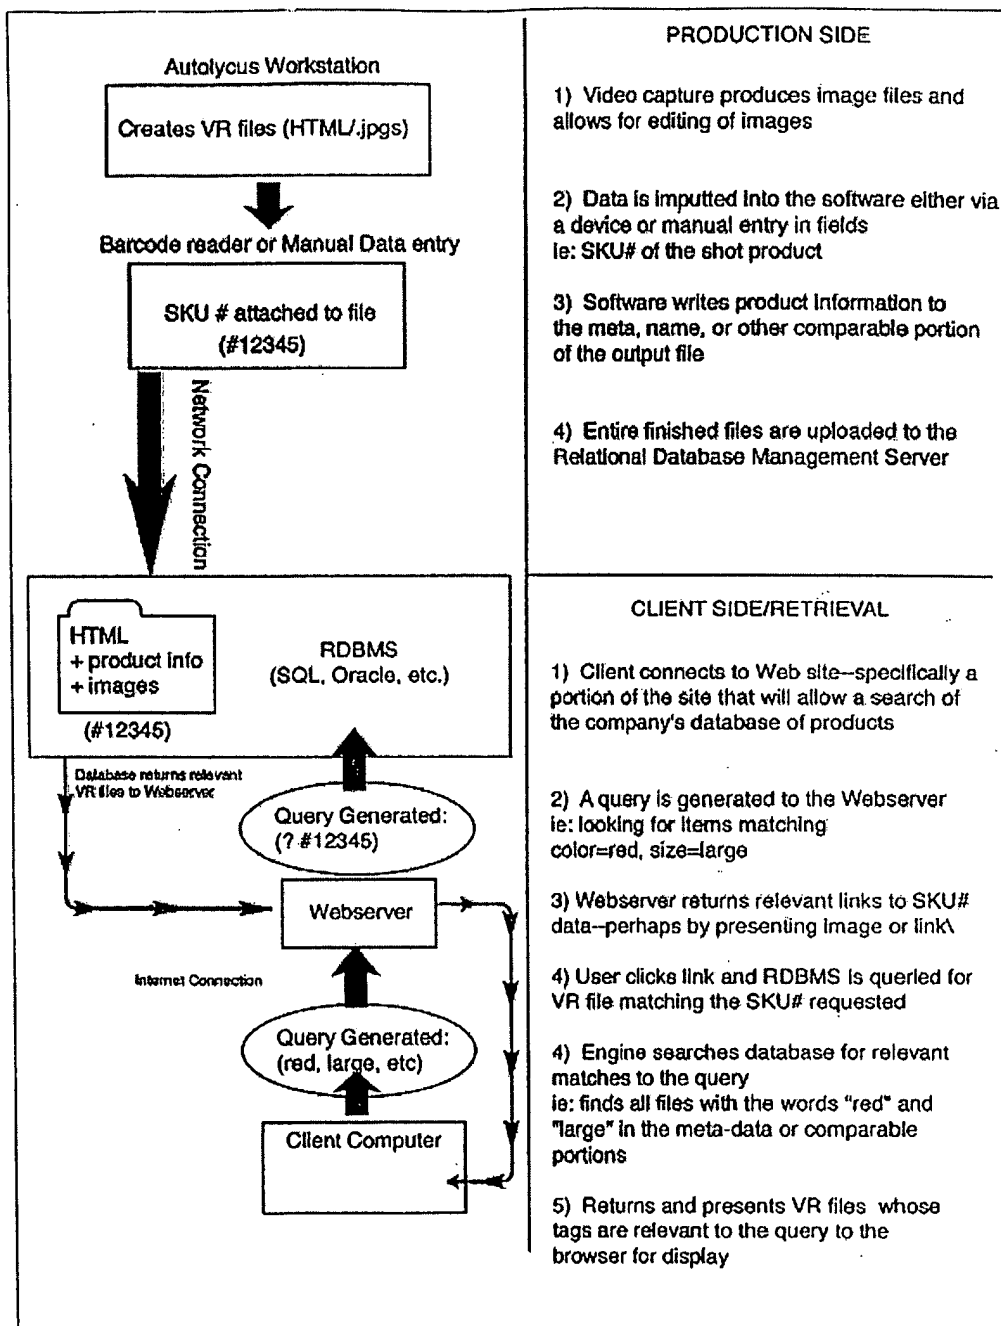 Autolycus Workstation
Creates VR files (HTML/.jpgs)
Barcode reader or Manual Data entry
SKU # attached to file
(#12345)
Network Connection
HTML
+ product info
+ images
(#12345)
RDBMS
(SQL, Oracle, etc.)
Database returns relevant
VR files to Webserver
Query Generated:
(? #12345)
Webserver
Internet Connection
Query Generated:
(red, large, etc)
Client Computer
PRODUCTION SIDE
1) Video capture produces image files and
allows for editing of images
2) Data is imputted into the software either via
a device or manual entry in fields
ie: SKU# of the shot product
3) Software writes product information to
the meta, name, or other comparable portion
of the output file
4) Entire finished files are uploaded to the
Relational Database Management Server
CLIENT SIDE/RETRIEVAL
1) Client connects to Web site--specifically a
portion of the site that will allow a search of
the company's database of products
2) A query is generated to the Webserver
ie: looking for items matching
color=red, size=large
3) Webserver returns relevant links to SKU#
data--perhaps by presenting image or link\
4) User clicks link and RDBMS is queried for
VR file matching the SKU# requested
4) Engine searches database for relevant
matches to the query
ie: finds all files with the words "red" and
"large" in the meta-data or comparable
portions
5) Returns and presents VR files whose
tags are relevant to the query to the
browser for display